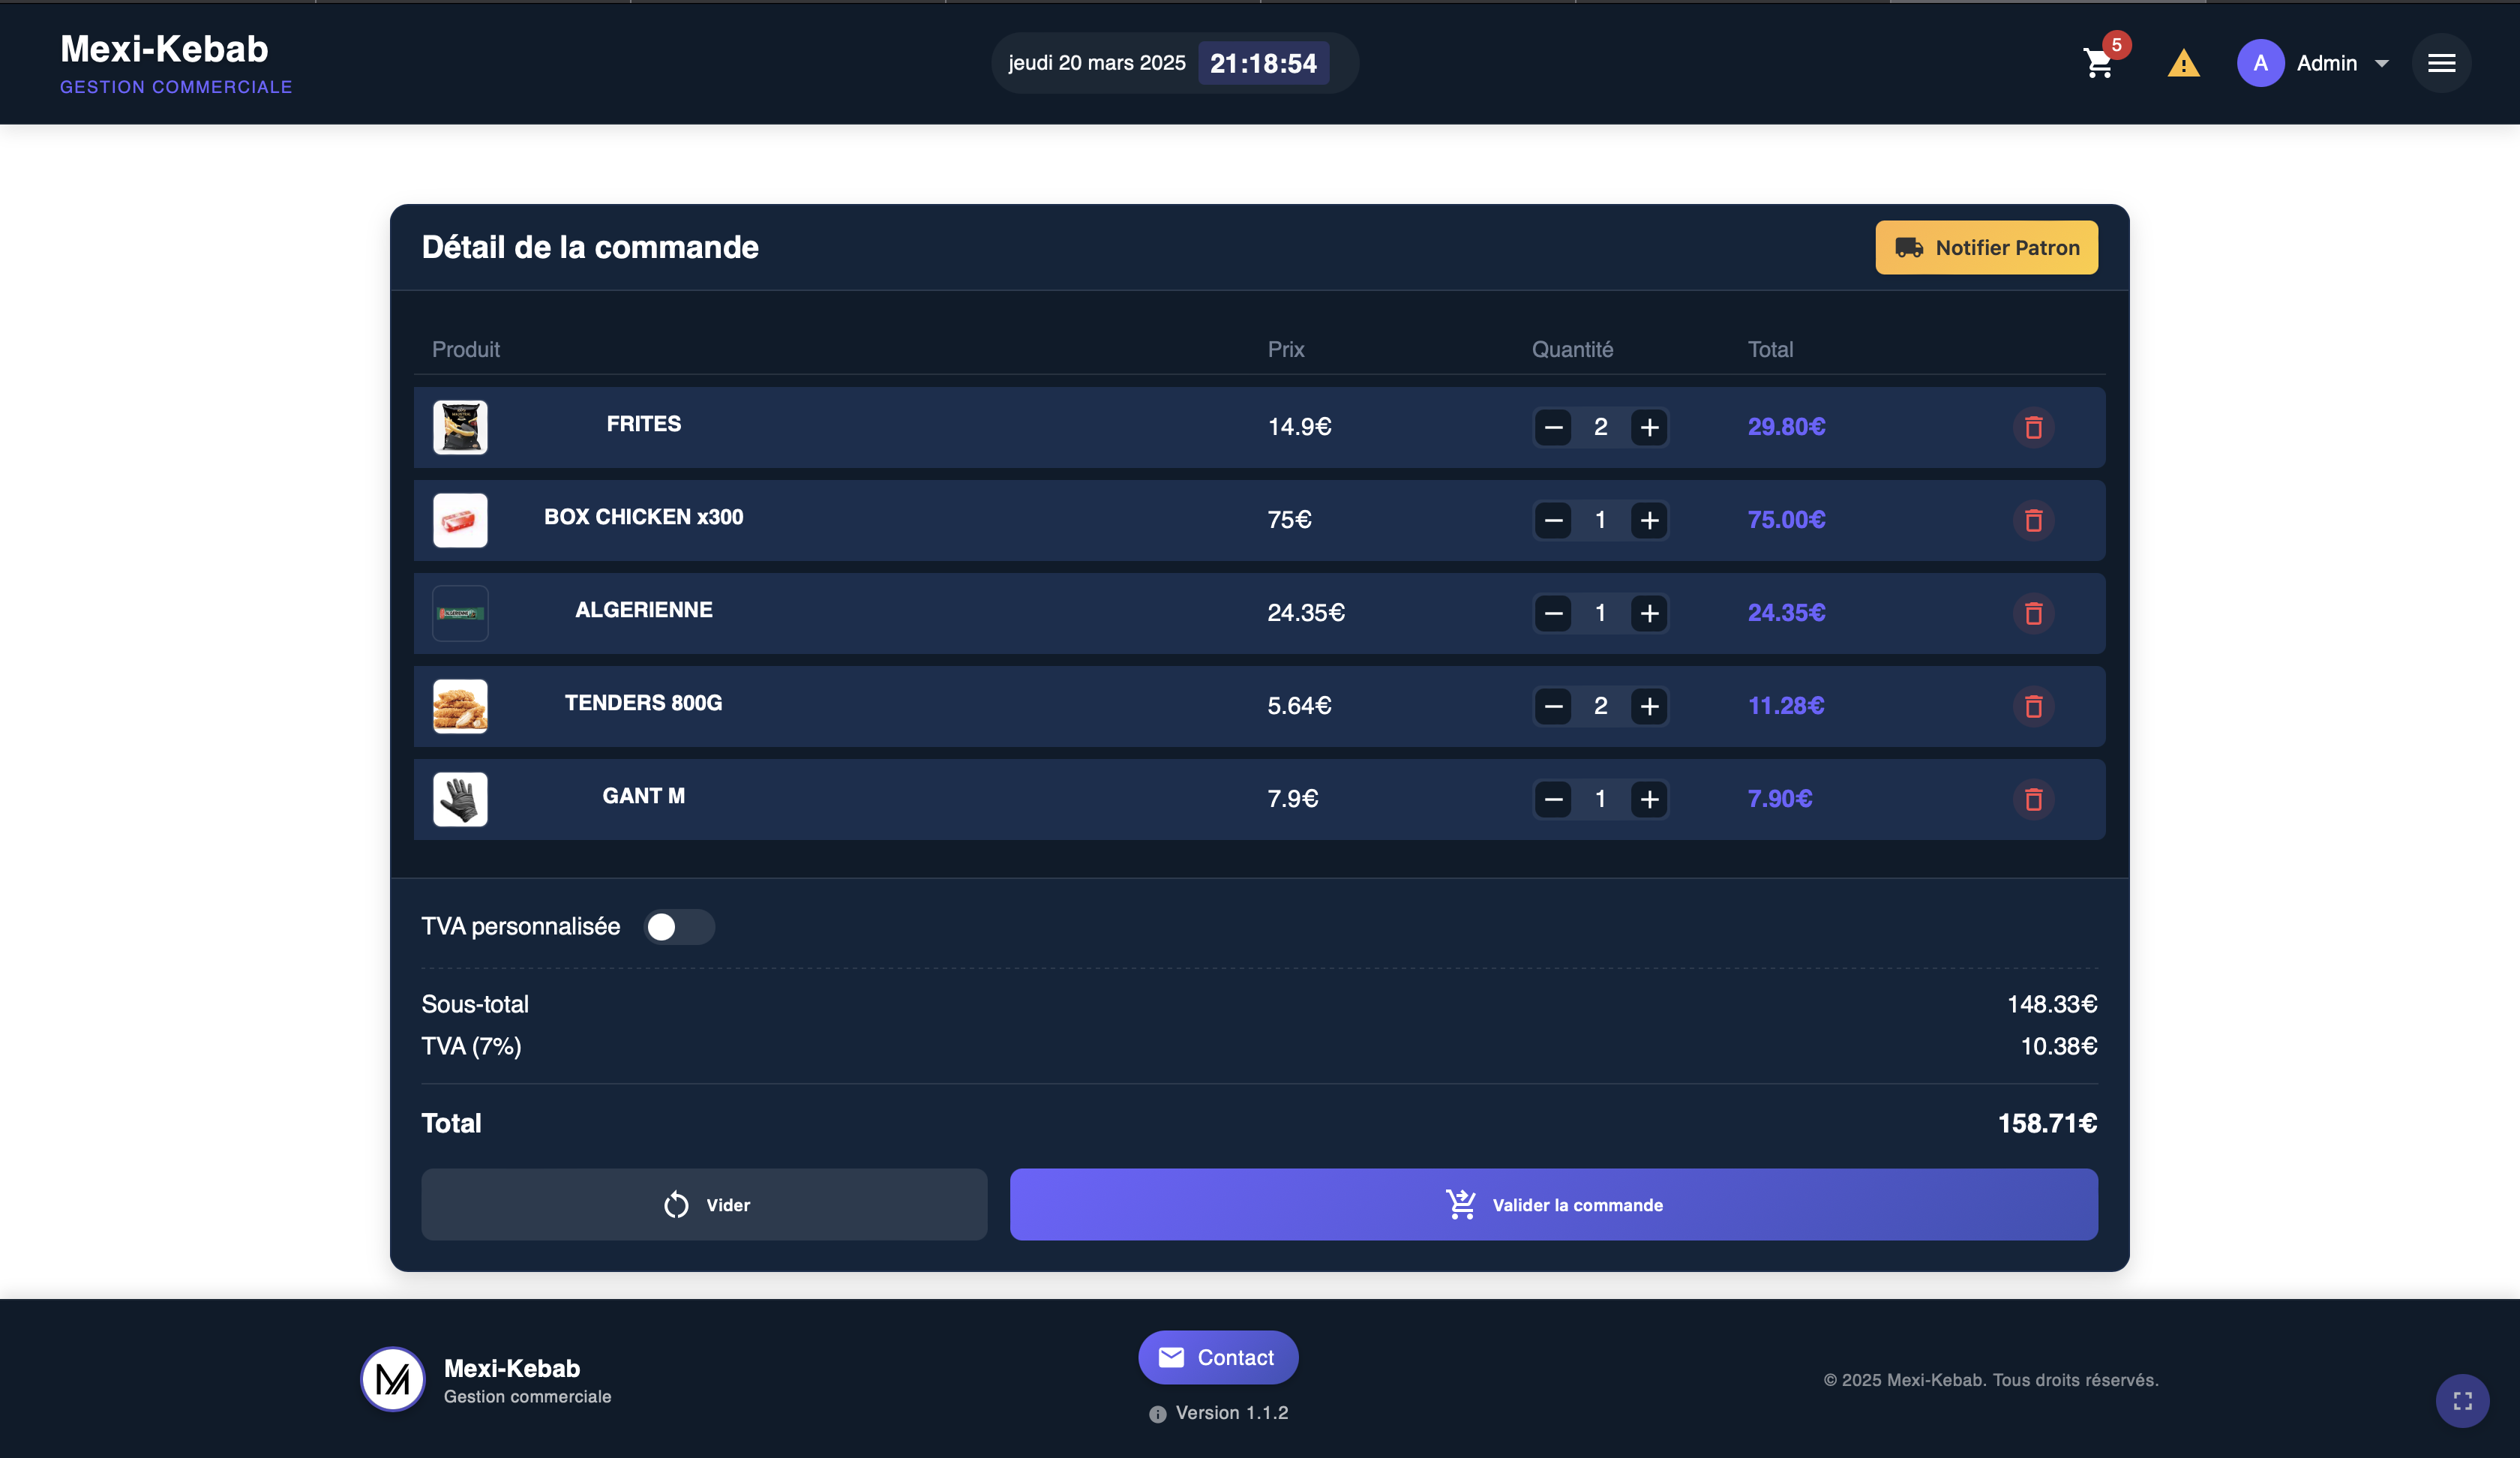 Mexi-Kebab
GESTION COMMERCIALE
jeudi 20 mars 2025 21:18:54
5
A Admin
Détail de la commande
Notifier Patron
Produit Prix Quantité Total
FRITES 14.9€ 2 29.80€
BOX CHICKEN x300 75€ 1 75.00€
ALGERIENNE 24.35€ 1 24.35€
TENDERS 800G 5.64€ 2 11.28€
GANT M 7.9€ 1 7.90€
TVA personnalisée
Sous-total 148.33€
TVA (7%) 10.38€
Total 158.71€
Vider
Valider la commande
Mexi-Kebab
Gestion commerciale
Contact
Version 1.1.2
© 2025 Mexi-Kebab. Tous droits réservés.